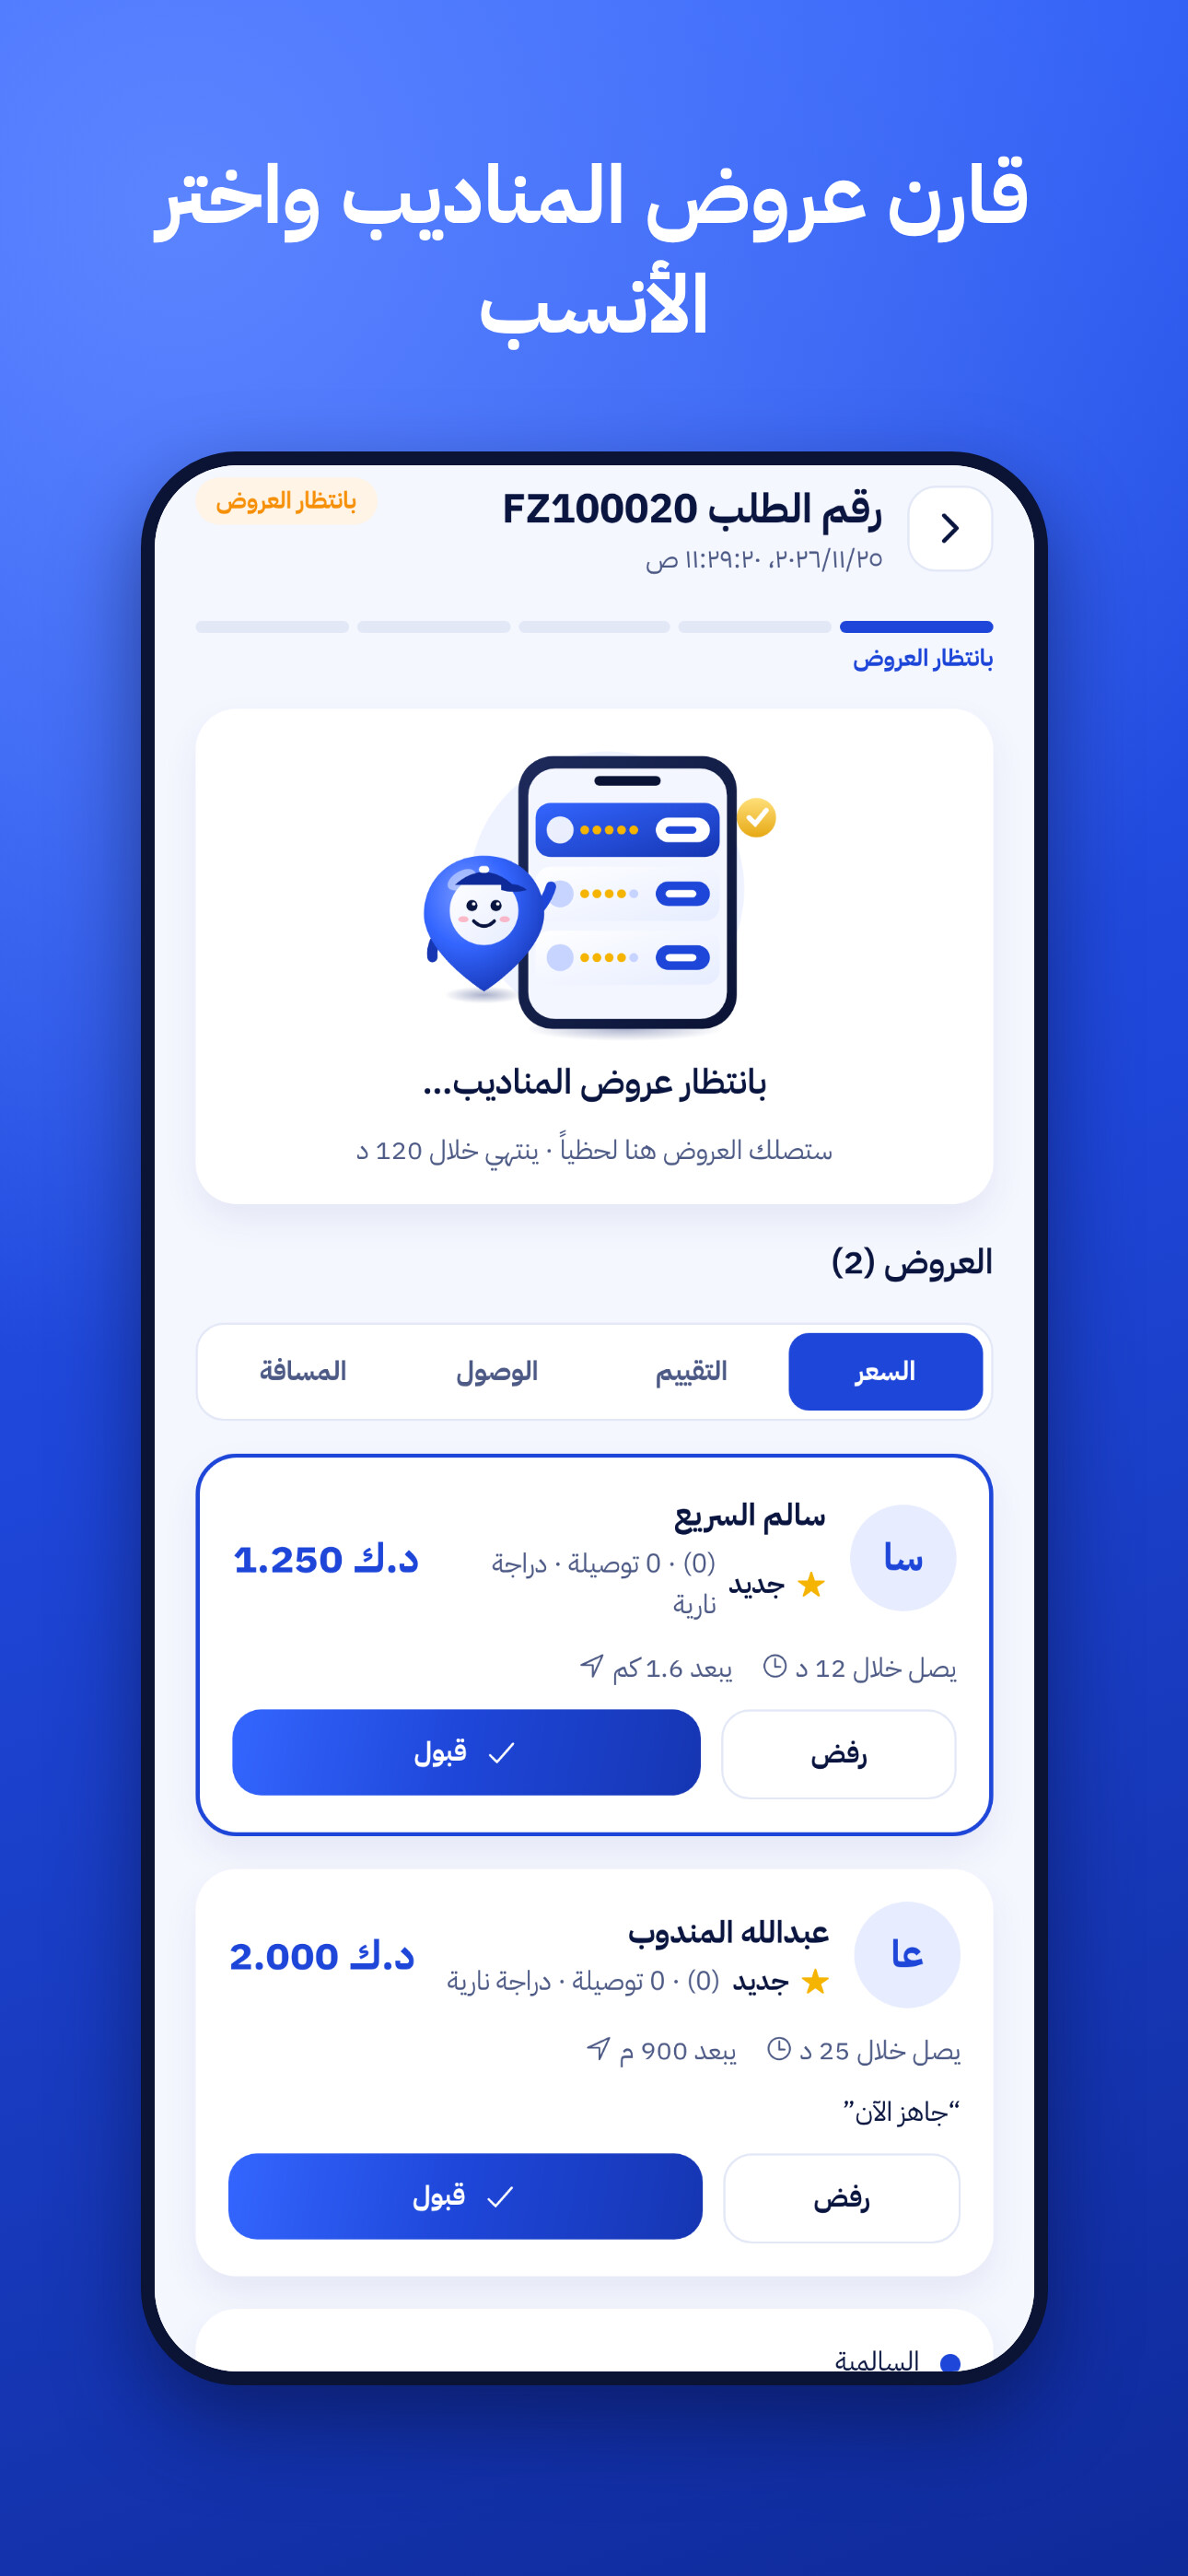 قارن عروض المناديب واختر
الأنسب
رقم الطلب FZ100020
بانتظار العروض
٢٠٢٦/١١/٢٥، ١١:٢٩:٢٠ ص
بانتظار العروض
بانتظار عروض المناديب...
ستصلك العروض هنا لحظياً · ينتهي خلال 120 د
العروض (2)
السعر
التقييم
الوصول
المسافة
سا
سالم السريع
جديد (0) · 0 توصيلة · دراجة
نارية
د.ك 1.250
يصل خلال 12 د
يبعد 1.6 كم
رفض
قبول
عا
عبدالله المندوب
جديد (0) · 0 توصيلة · دراجة نارية
د.ك 2.000
يصل خلال 25 د
يبعد 900 م
“جاهز الآن”
رفض
قبول
السالمية